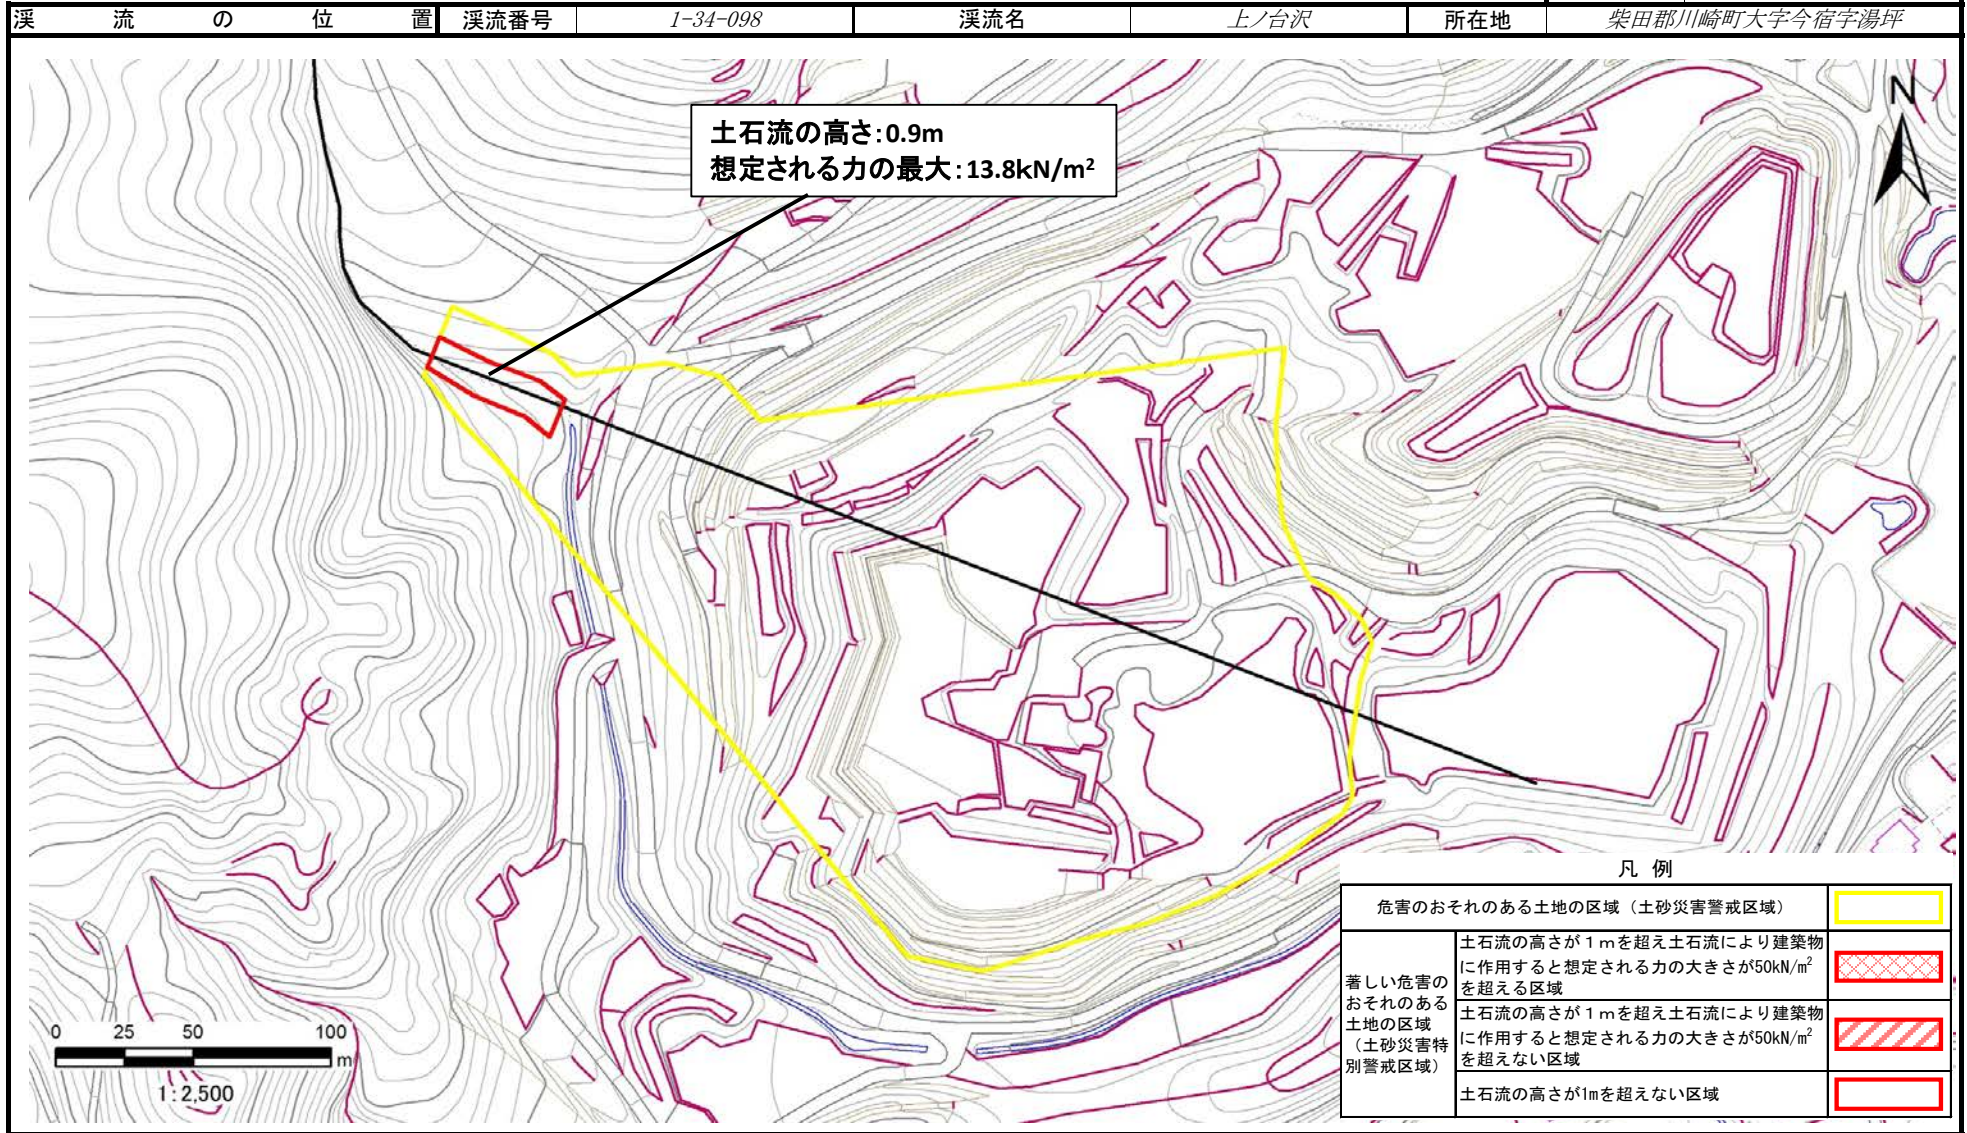 渓流の位置 渓流番号 1-34-098 渓流名 上ノ台沢 所在地 柴田郡川崎町大字今宿字湯坪
土石流の高さ:0.9m
想定される力の最大:13.8kN/m²
N
凡 例
危害のおそれのある土地の区域（土砂災害警戒区域）
著しい危害の
おそれのある
土地の区域
（土砂災害特
別警戒区域）
土石流の高さが１ｍを超え土石流により建築物
に作用すると想定される力の大きさが50kN/m²
を超える区域
土石流の高さが１ｍを超え土石流により建築物
に作用すると想定される力の大きさが50kN/m²
を超えない区域
土石流の高さが1mを超えない区域
0 25 50 100
m
1:2,500